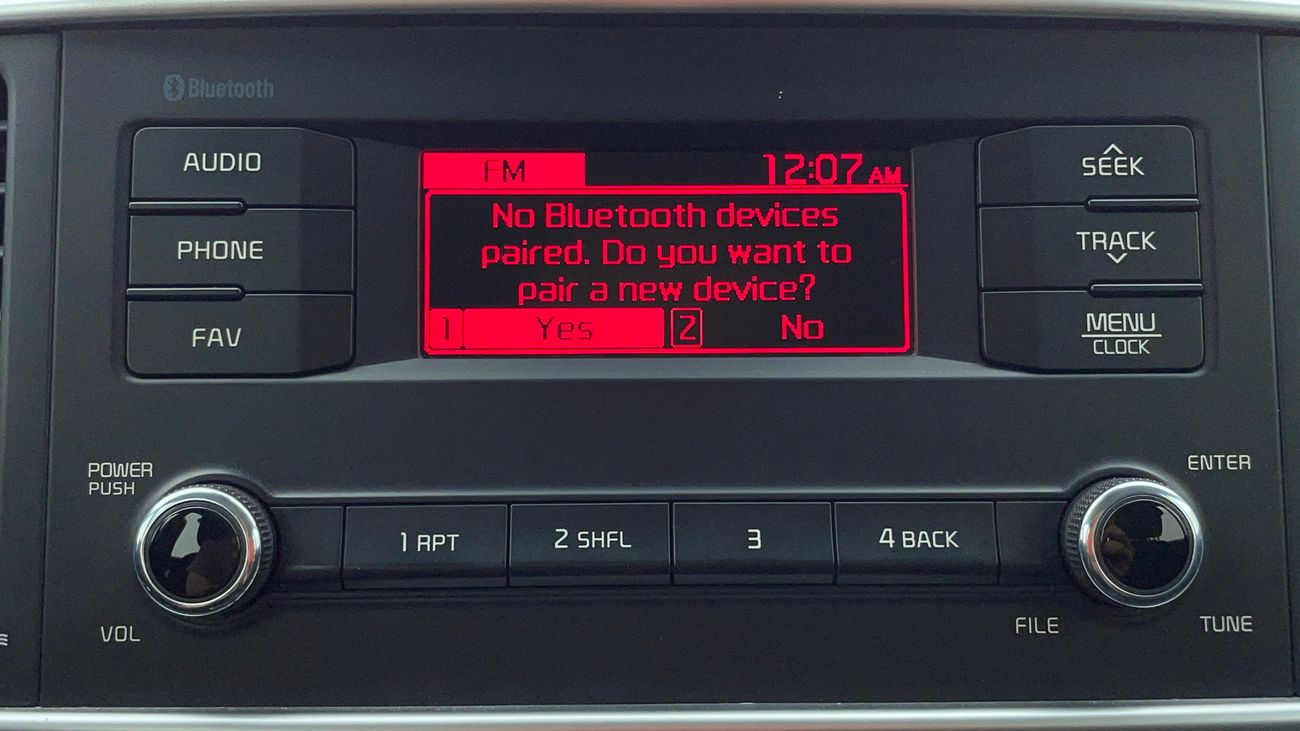 Bluetooth
AUDIO
PHONE
FAV
FM 12:07 AM
No Bluetooth devices
paired. Do you want to
pair a new device?
1 Yes 2 No
SEEK
TRACK
MENU
CLOCK
POWER
PUSH
VOL
1 RPT
2 SHFL
3
4 BACK
ENTER
FILE
TUNE